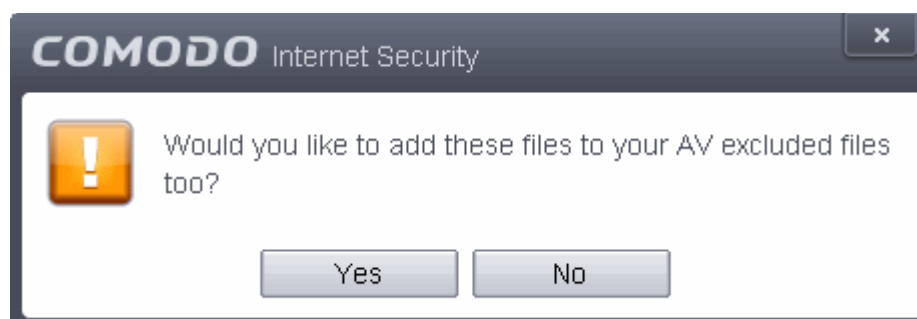 COMODO Internet Security
Would you like to add these files to your AV excluded files
too?
Yes No